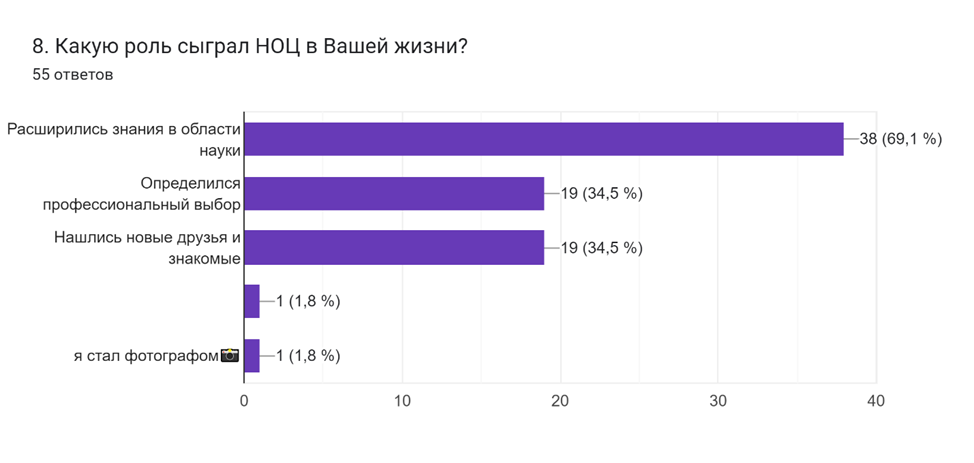 8. Какую роль сыграл НОЦ в Вашей жизни?
55 ответов
Расширились знания в области
науки
38 (69,1 %)
Определился
профессиональный выбор
19 (34,5 %)
Нашлись новые друзья и
знакомые
19 (34,5 %)
1 (1,8 %)
я стал фотографом📸
1 (1,8 %)
0 10 20 30 40